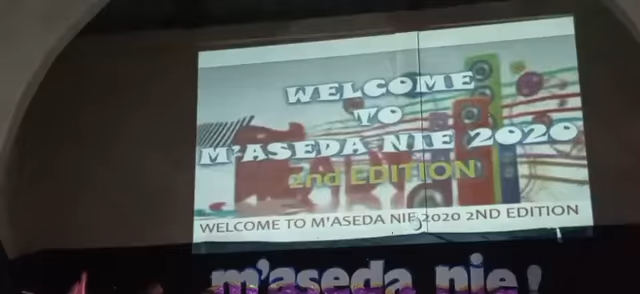 WELCOME
TO
M'ASEDA NIE 2020
2nd EDITION
WELCOME TO M'ASEDA NIE 2020 2ND EDITION
m'aseda nie!